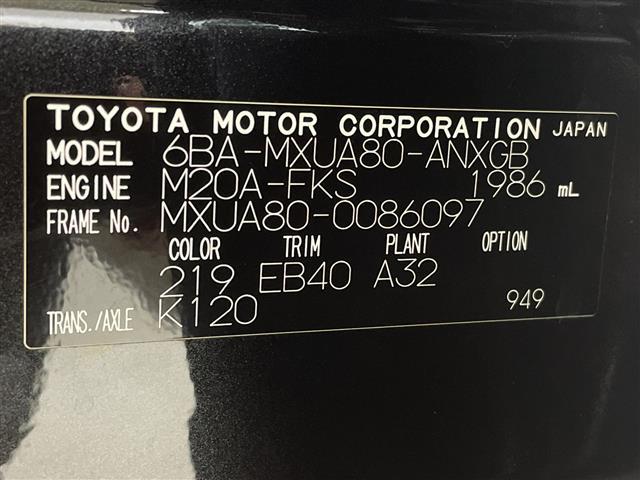 TOYOTA MOTOR CORPORATION JAPAN
MODEL 6BA-MXUA80-ANXGB
ENGINE M20A-FKS 1986 mL
FRAME No. MXUA80-0086097
COLOR TRIM PLANT OPTION
219 EB40 A32
TRANS./AXLE K120 949